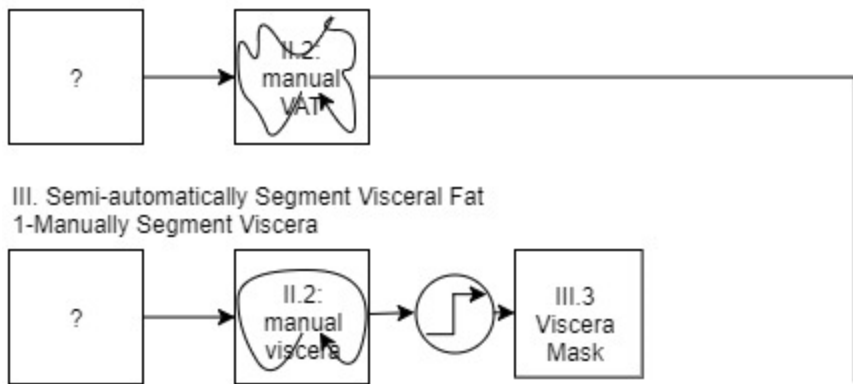 ?
II.2:
manual
VAT
III. Semi-automatically Segment Visceral Fat
1-Manually Segment Viscera
?
II.2:
manual
viscera
III.3
Viscera
Mask